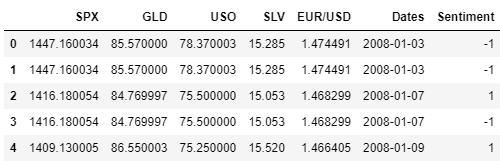 SPX GLD USO SLV EUR/USD Dates Sentiment
0 1447.160034 85.570000 78.370003 15.285 1.474491 2008-01-03 -1
1 1447.160034 85.570000 78.370003 15.285 1.474491 2008-01-03 -1
2 1416.180054 84.769997 75.500000 15.053 1.468299 2008-01-07 1
3 1416.180054 84.769997 75.500000 15.053 1.468299 2008-01-07 -1
4 1409.130005 86.550003 75.250000 15.520 1.466405 2008-01-09 1